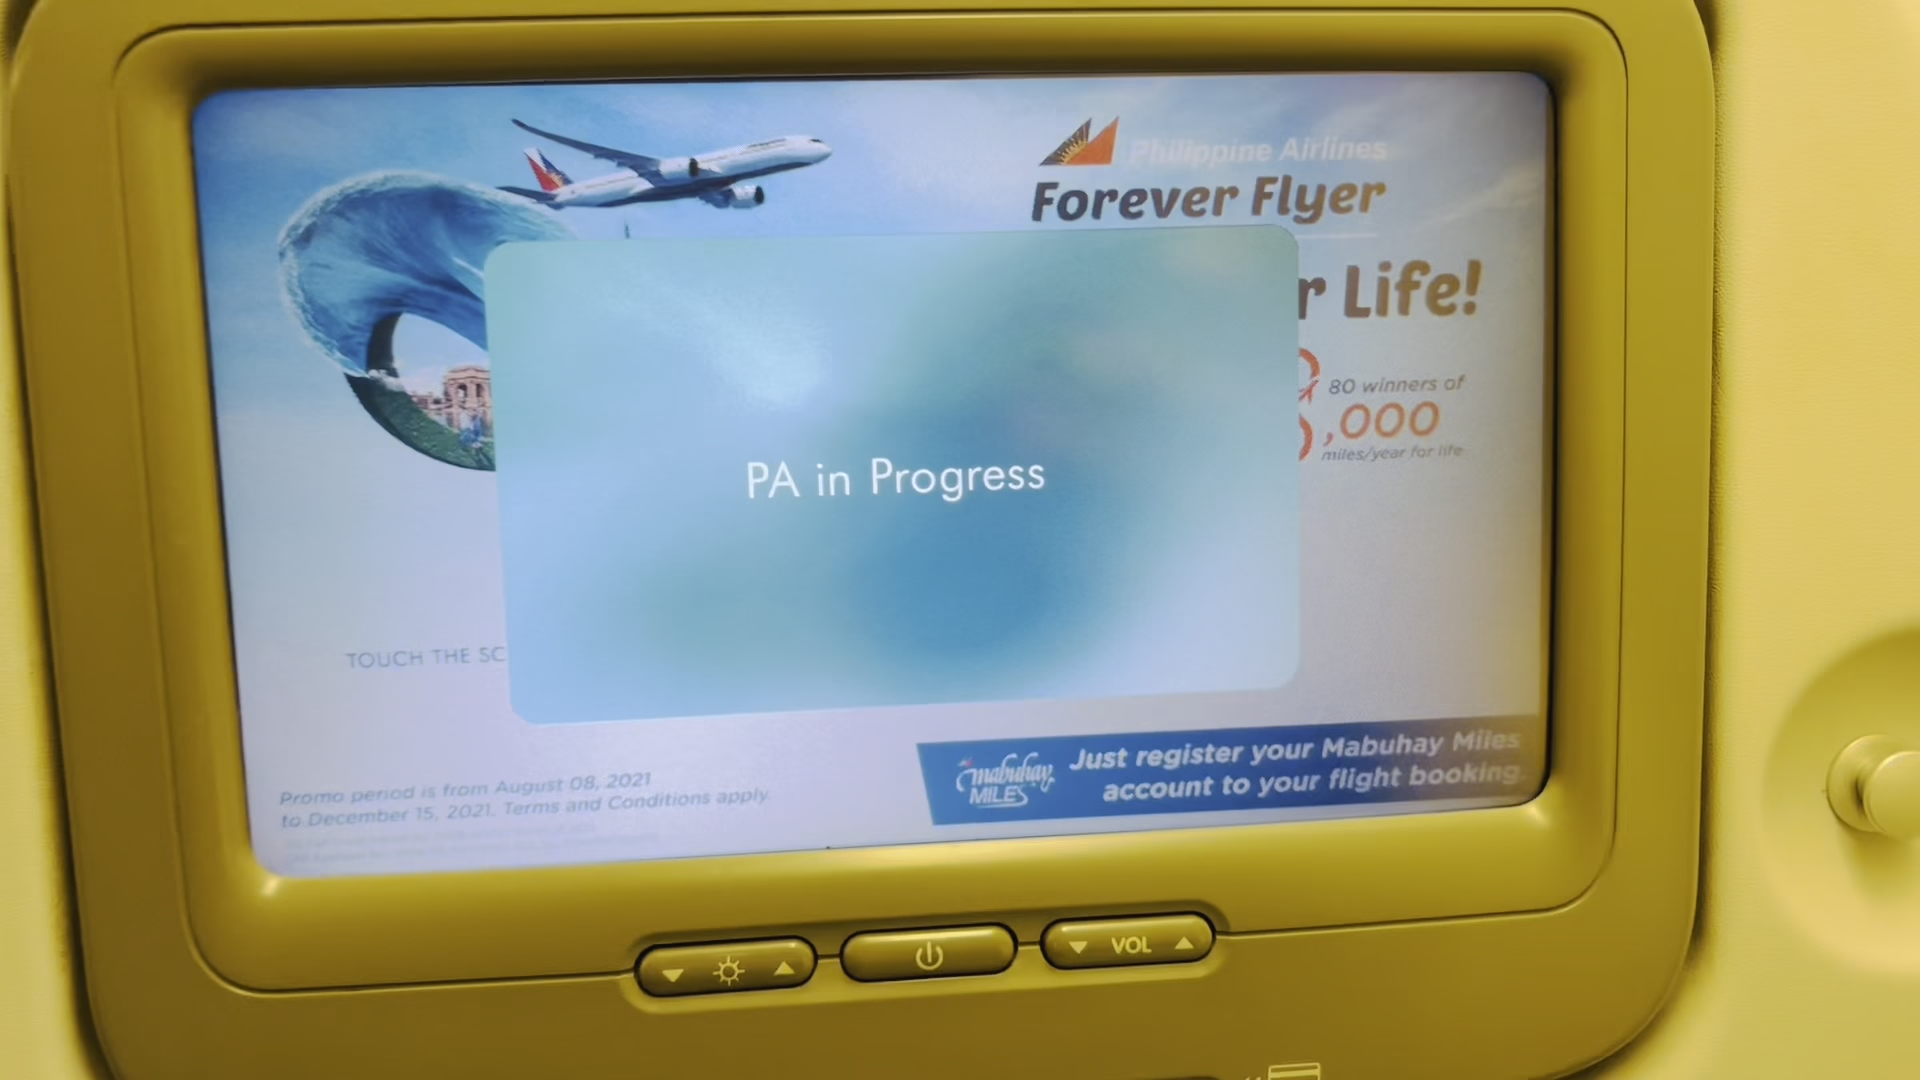 Philippine Airlines
Forever Flyer
r Life!
80 winners of
,000
miles/year for life
PA in Progress
TOUCH THE SC
Promo period is from August 08, 2021
to December 15, 2021. Terms and Conditions apply
mabuhay
MILES
Just register your Mabuhay Miles
account to your flight booking.
VOL